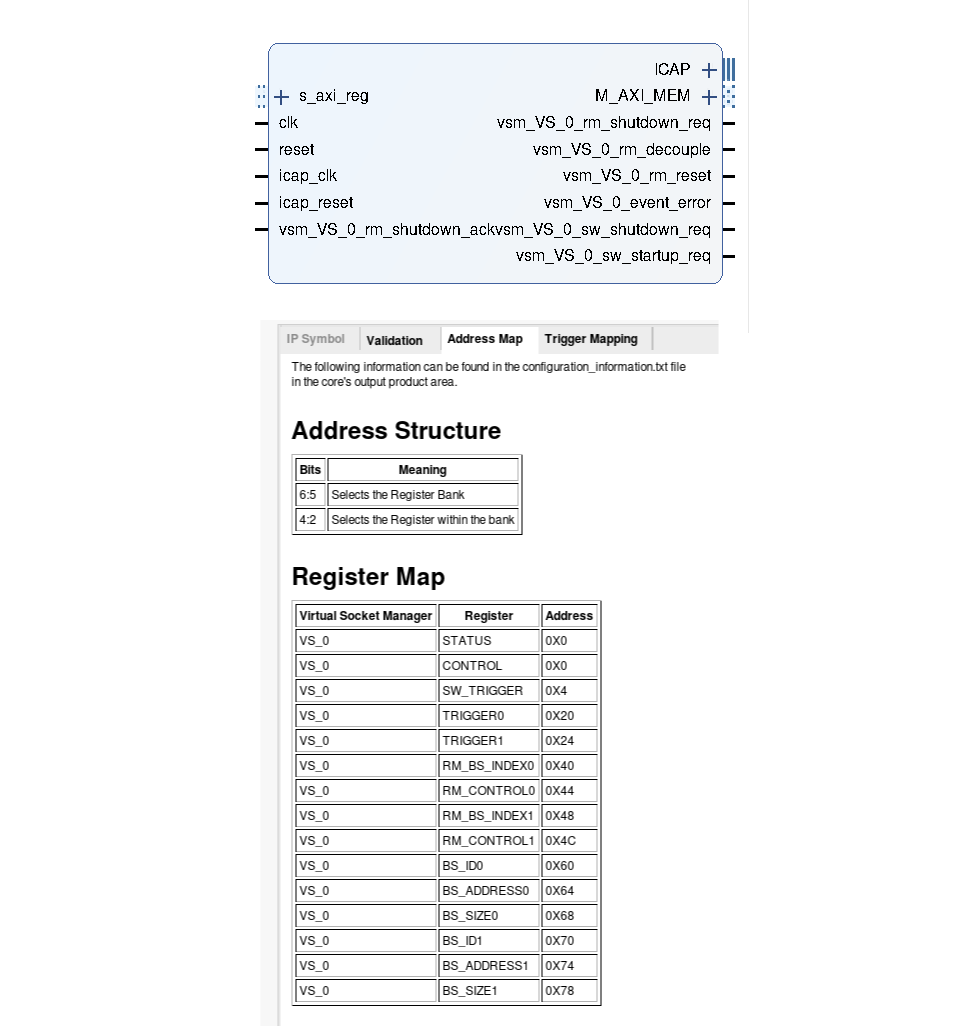 ICAP
s_axi_reg M_AXI_MEM
clk vsm_VS_0_rm_shutdown_req
reset vsm_VS_0_rm_decouple
icap_clk vsm_VS_0_rm_reset
icap_reset vsm_VS_0_event_error
vsm_VS_0_rm_shutdown_ackvsm_VS_0_sw_shutdown_req
vsm_VS_0_sw_startup_req
IP Symbol Validation Address Map Trigger Mapping
The following information can be found in the configuration_information.txt file
in the core's output product area.
Address Structure
Bits Meaning
6:5 Selects the Register Bank
4:2 Selects the Register within the bank
Register Map
Virtual Socket Manager Register Address
VS_0 STATUS 0X0
VS_0 CONTROL 0X0
VS_0 SW_TRIGGER 0X4
VS_0 TRIGGER0 0X20
VS_0 TRIGGER1 0X24
VS_0 RM_BS_INDEX0 0X40
VS_0 RM_CONTROL0 0X44
VS_0 RM_BS_INDEX1 0X48
VS_0 RM_CONTROL1 0X4C
VS_0 BS_ID0 0X60
VS_0 BS_ADDRESS0 0X64
VS_0 BS_SIZE0 0X68
VS_0 BS_ID1 0X70
VS_0 BS_ADDRESS1 0X74
VS_0 BS_SIZE1 0X78